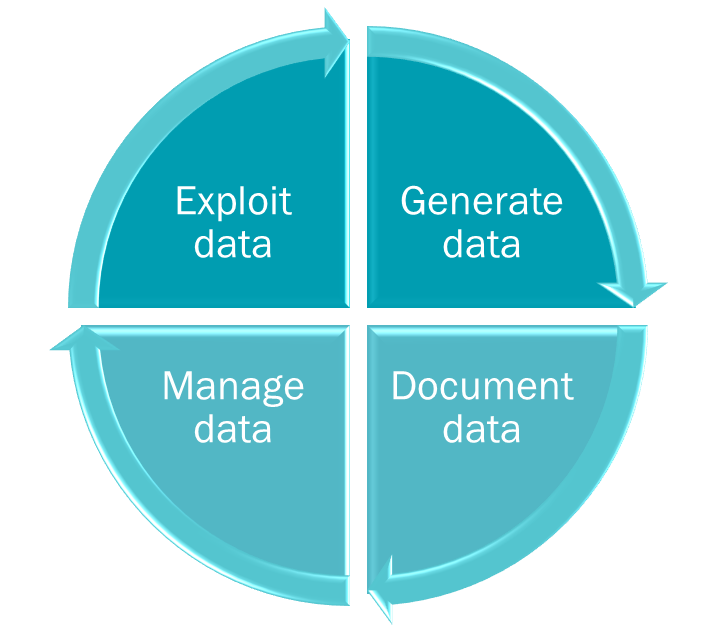 Exploit
data
Generate
data
Manage
data
Document
data